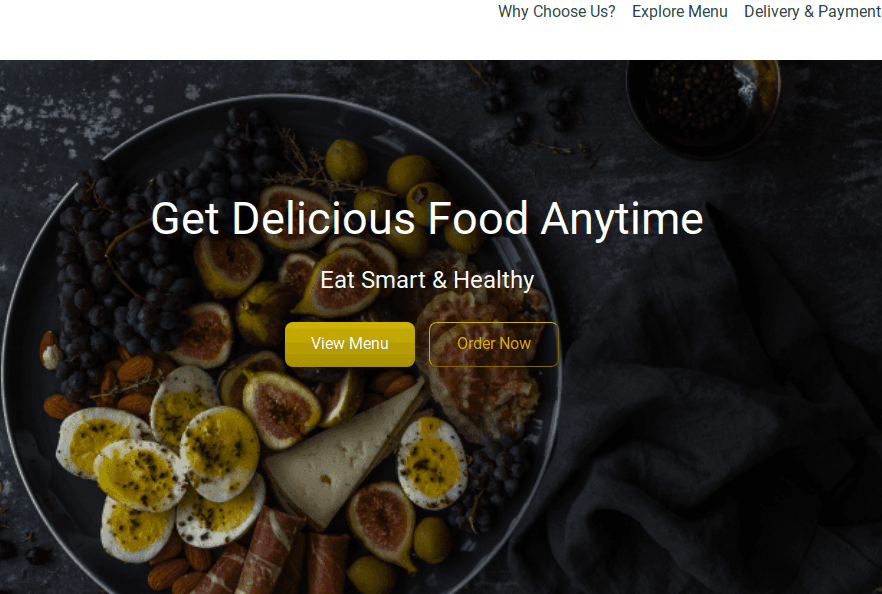 Why Choose Us? Explore Menu Delivery & Payment
Get Delicious Food Anytime
Eat Smart & Healthy
View Menu Order Now